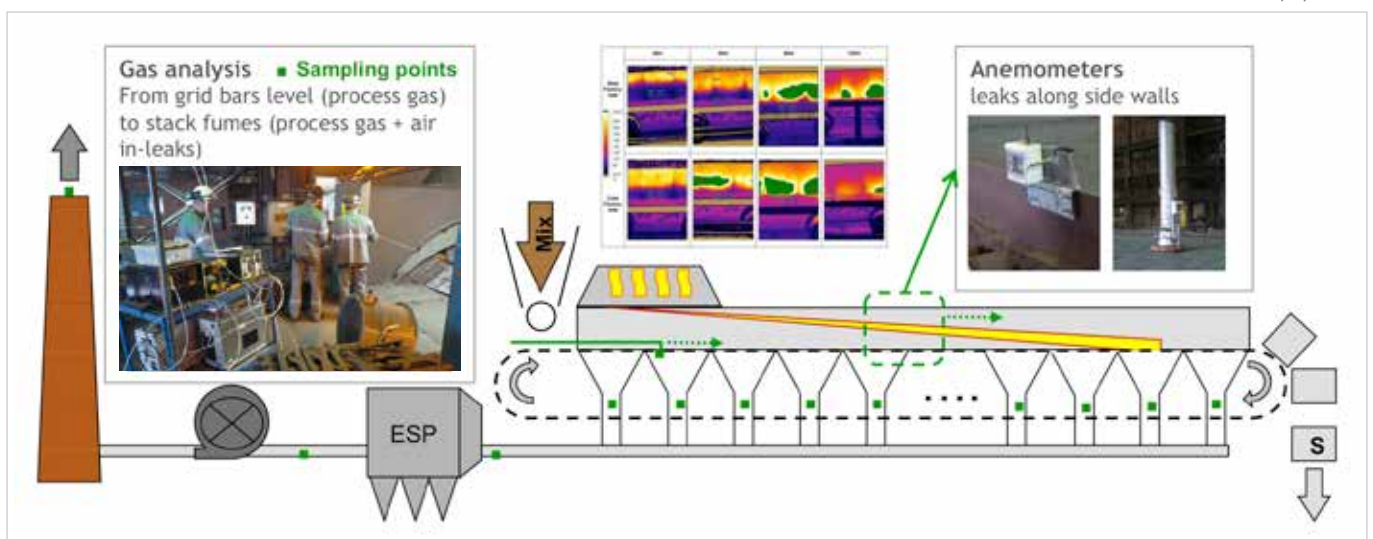 Gas analysis ▪ Sampling points
From grid bars level (process gas)
to stack fumes (process gas + air
in-leaks)
Anemometers
leaks along side walls
Mix
ESP
S